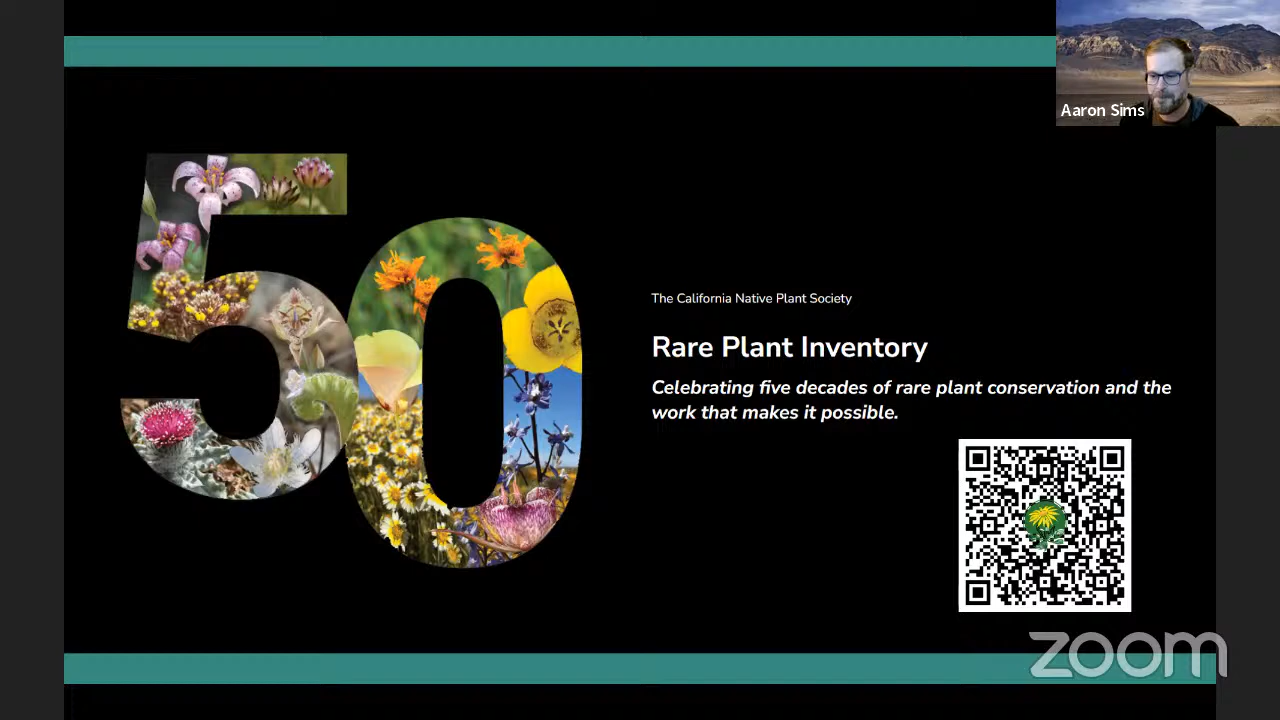 Aaron Sims
50
The California Native Plant Society
Rare Plant Inventory
Celebrating five decades of rare plant conservation and the
work that makes it possible.
zoom